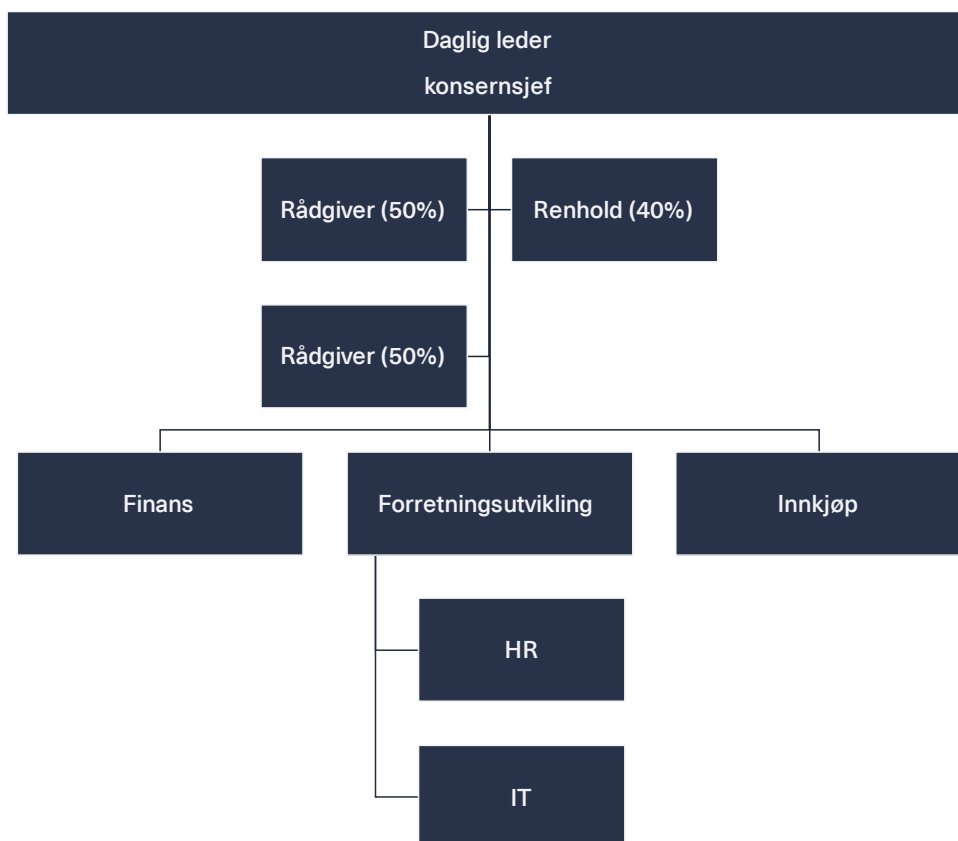 Daglig leder
konsernsjef
Rådgiver (50%)
Renhold (40%)
Rådgiver (50%)
Finans
Forretningsutvikling
Innkjøp
HR
IT